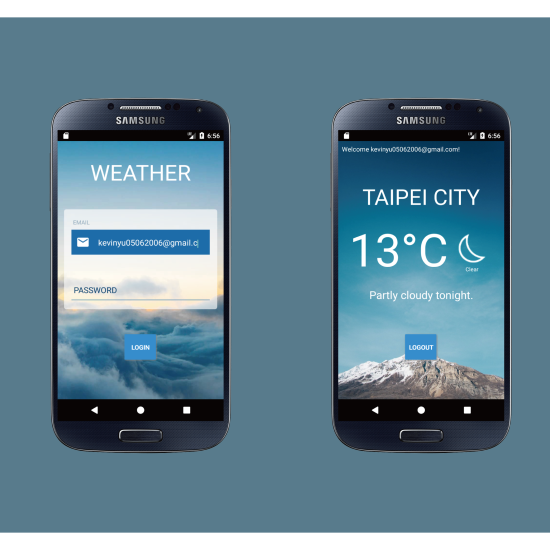 SAMSUNG
6:56
WEATHER
EMAIL
kevinyu05062006@gmail.c
PASSWORD
LOGIN
SAMSUNG
6:56
Welcome kevinyu05062006@gmail.com!
TAIPEI CITY
13°C
Clear
Partly cloudy tonight.
LOGOUT